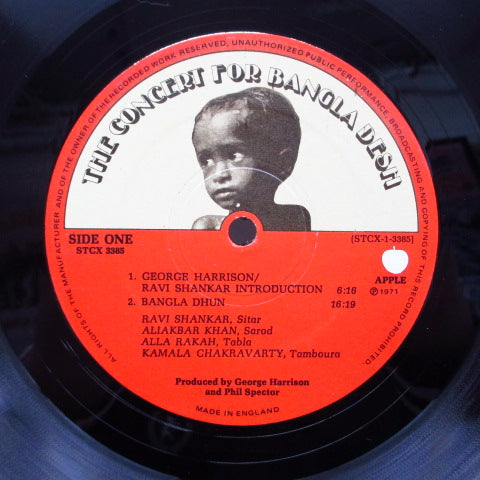 ALL RIGHTS OF THE MANUFACTURER AND OF THE OWNER OF THE RECORDED WORK RESERVED, UNAUTHORIZED PUBLIC PERFORMANCE, BROADCASTING AND COPYING OF THIS RECORD PROHIBITED.
THE CONCERT FOR BANGLA DESH
SIDE ONE
STCX 3385
(STCX-1-3385)
APPLE
℗ 1971
1. GEORGE HARRISON/
RAVI SHANKAR INTRODUCTION 6:16
2. BANGLA DHUN 16:19
RAVI SHANKAR, Sitar
ALIAKBAR KHAN, Sarod
ALLA RAKAH, Tabla
KAMALA CHAKRAVARTY, Tamboura
Produced by George Harrison
and Phil Spector
MADE IN ENGLAND